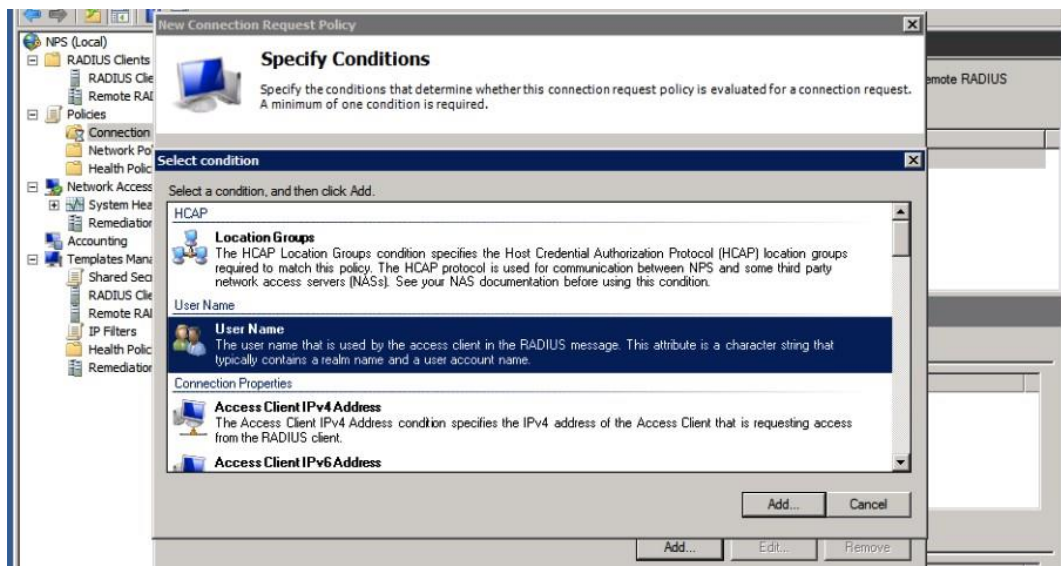 New Connection Request Policy
NPS (Local)
RADIUS Clients
RADIUS Clie
Remote RAD
Policies
Connection
Network Po
Health Polic
Network Access
System Hea
Remediation
Accounting
Templates Mana
Shared Secr
RADIUS Clie
Remote RAD
IP Filters
Health Polic
Remediation
Specify Conditions
Specify the conditions that determine whether this connection request policy is evaluated for a connection request.
A minimum of one condition is required.
emote RADIUS
Select condition
Select a condition, and then click Add.
HCAP
Location Groups
The HCAP Location Groups condition specifies the Host Credential Authorization Protocol (HCAP) location groups
required to match this policy. The HCAP protocol is used for communication between NPS and some third party
network access servers (NASs). See your NAS documentation before using this condition.
User Name
User Name
The user name that is used by the access client in the RADIUS message. This attribute is a character string that
typically contains a realm name and a user account name.
Connection Properties
Access Client IPv4 Address
The Access Client IPv4 Address condition specifies the IPv4 address of the Access Client that is requesting access
from the RADIUS client.
Access Client IPv6 Address
Add... Cancel
Add... Edit... Remove